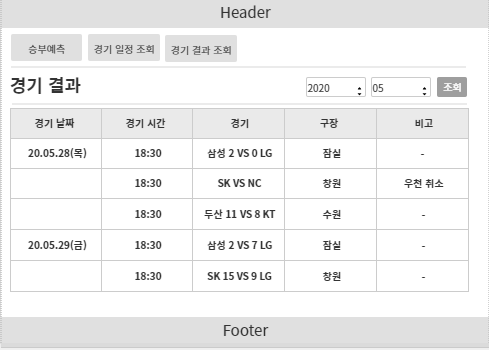 Header
승부예측 경기 일정 조회 경기 결과 조회
경기 결과 2020 05 조회
경기 날짜 경기 시간 경기 구장 비고
20.05.28(목) 18:30 삼성 2 VS 0 LG 잠실 -
18:30 SK VS NC 창원 우천 취소
18:30 두산 11 VS 8 KT 수원 -
20.05.29(금) 18:30 삼성 2 VS 7 LG 잠실 -
18:30 SK 15 VS 9 LG 창원 -
Footer